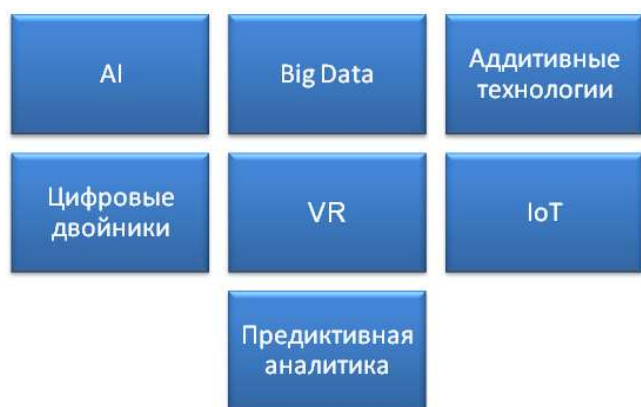 AI
Big Data
Аддитивные
технологии
Цифровые
двойники
VR
IoT
Предиктивная
аналитика